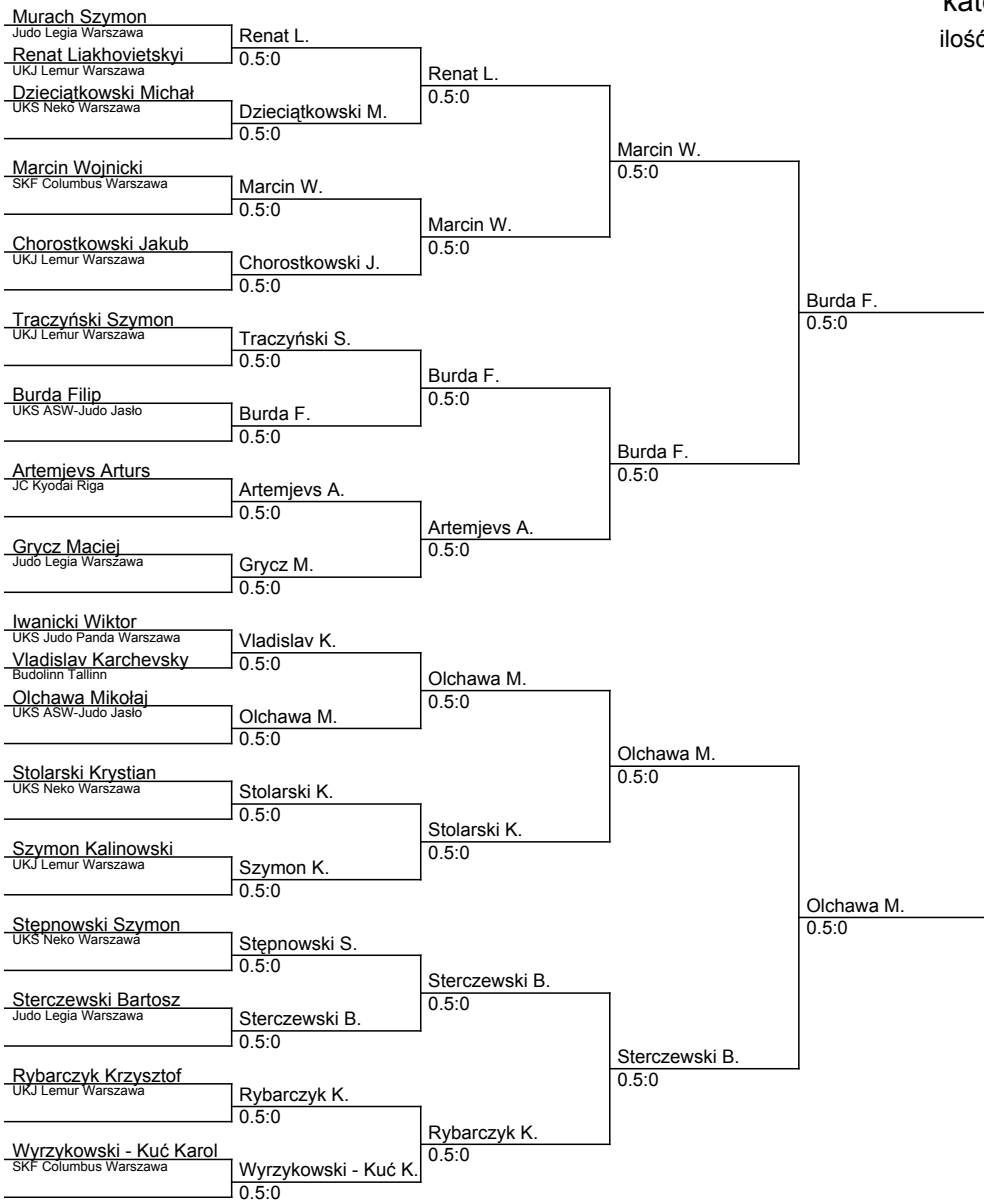 Murach Szymon
Judo Legia Warszawa
Renat Liakhovietskyi
UKJ Lemur Warszawa
Dzieciątkowski Michał
UKS Neko Warszawa
Marcin Wojnicki
SKF Columbus Warszawa
Chorostkowski Jakub
UKJ Lemur Warszawa
Traczyński Szymon
UKJ Lemur Warszawa
Burda Filip
UKS ASW-Judo Jasło
Artemjevs Arturs
JC Kyodai Riga
Grycz Maciej
Judo Legia Warszawa
Iwanicki Wiktor
UKS Judo Panda Warszawa
Vladislav Karchevsky
Budolinn Tallinn
Olchawa Mikołaj
UKS ASW-Judo Jasło
Stolarski Krystian
UKS Neko Warszawa
Szymon Kalinowski
UKJ Lemur Warszawa
Stępnowski Szymon
UKS Neko Warszawa
Sterczewski Bartosz
Judo Legia Warszawa
Rybarczyk Krzysztof
UKJ Lemur Warszawa
Wyrzykowski - Kuć Karol
SKF Columbus Warszawa
Renat L.
0.5:0
Dzieciątkowski M.
0.5:0
Marcin W.
0.5:0
Chorostkowski J.
0.5:0
Traczyński S.
0.5:0
Burda F.
0.5:0
Artemjevs A.
0.5:0
Grycz M.
0.5:0
Vladislav K.
0.5:0
Olchawa M.
0.5:0
Stolarski K.
0.5:0
Szymon K.
0.5:0
Stępnowski S.
0.5:0
Sterczewski B.
0.5:0
Rybarczyk K.
0.5:0
Wyrzykowski - Kuć K.
0.5:0
Renat L.
0.5:0
Marcin W.
0.5:0
Burda F.
0.5:0
Artemjevs A.
0.5:0
Olchawa M.
0.5:0
Stolarski K.
0.5:0
Sterczewski B.
0.5:0
Rybarczyk K.
0.5:0
Marcin W.
0.5:0
Burda F.
0.5:0
Olchawa M.
0.5:0
Sterczewski B.
0.5:0
Burda F.
0.5:0
Olchawa M.
0.5:0
ilość